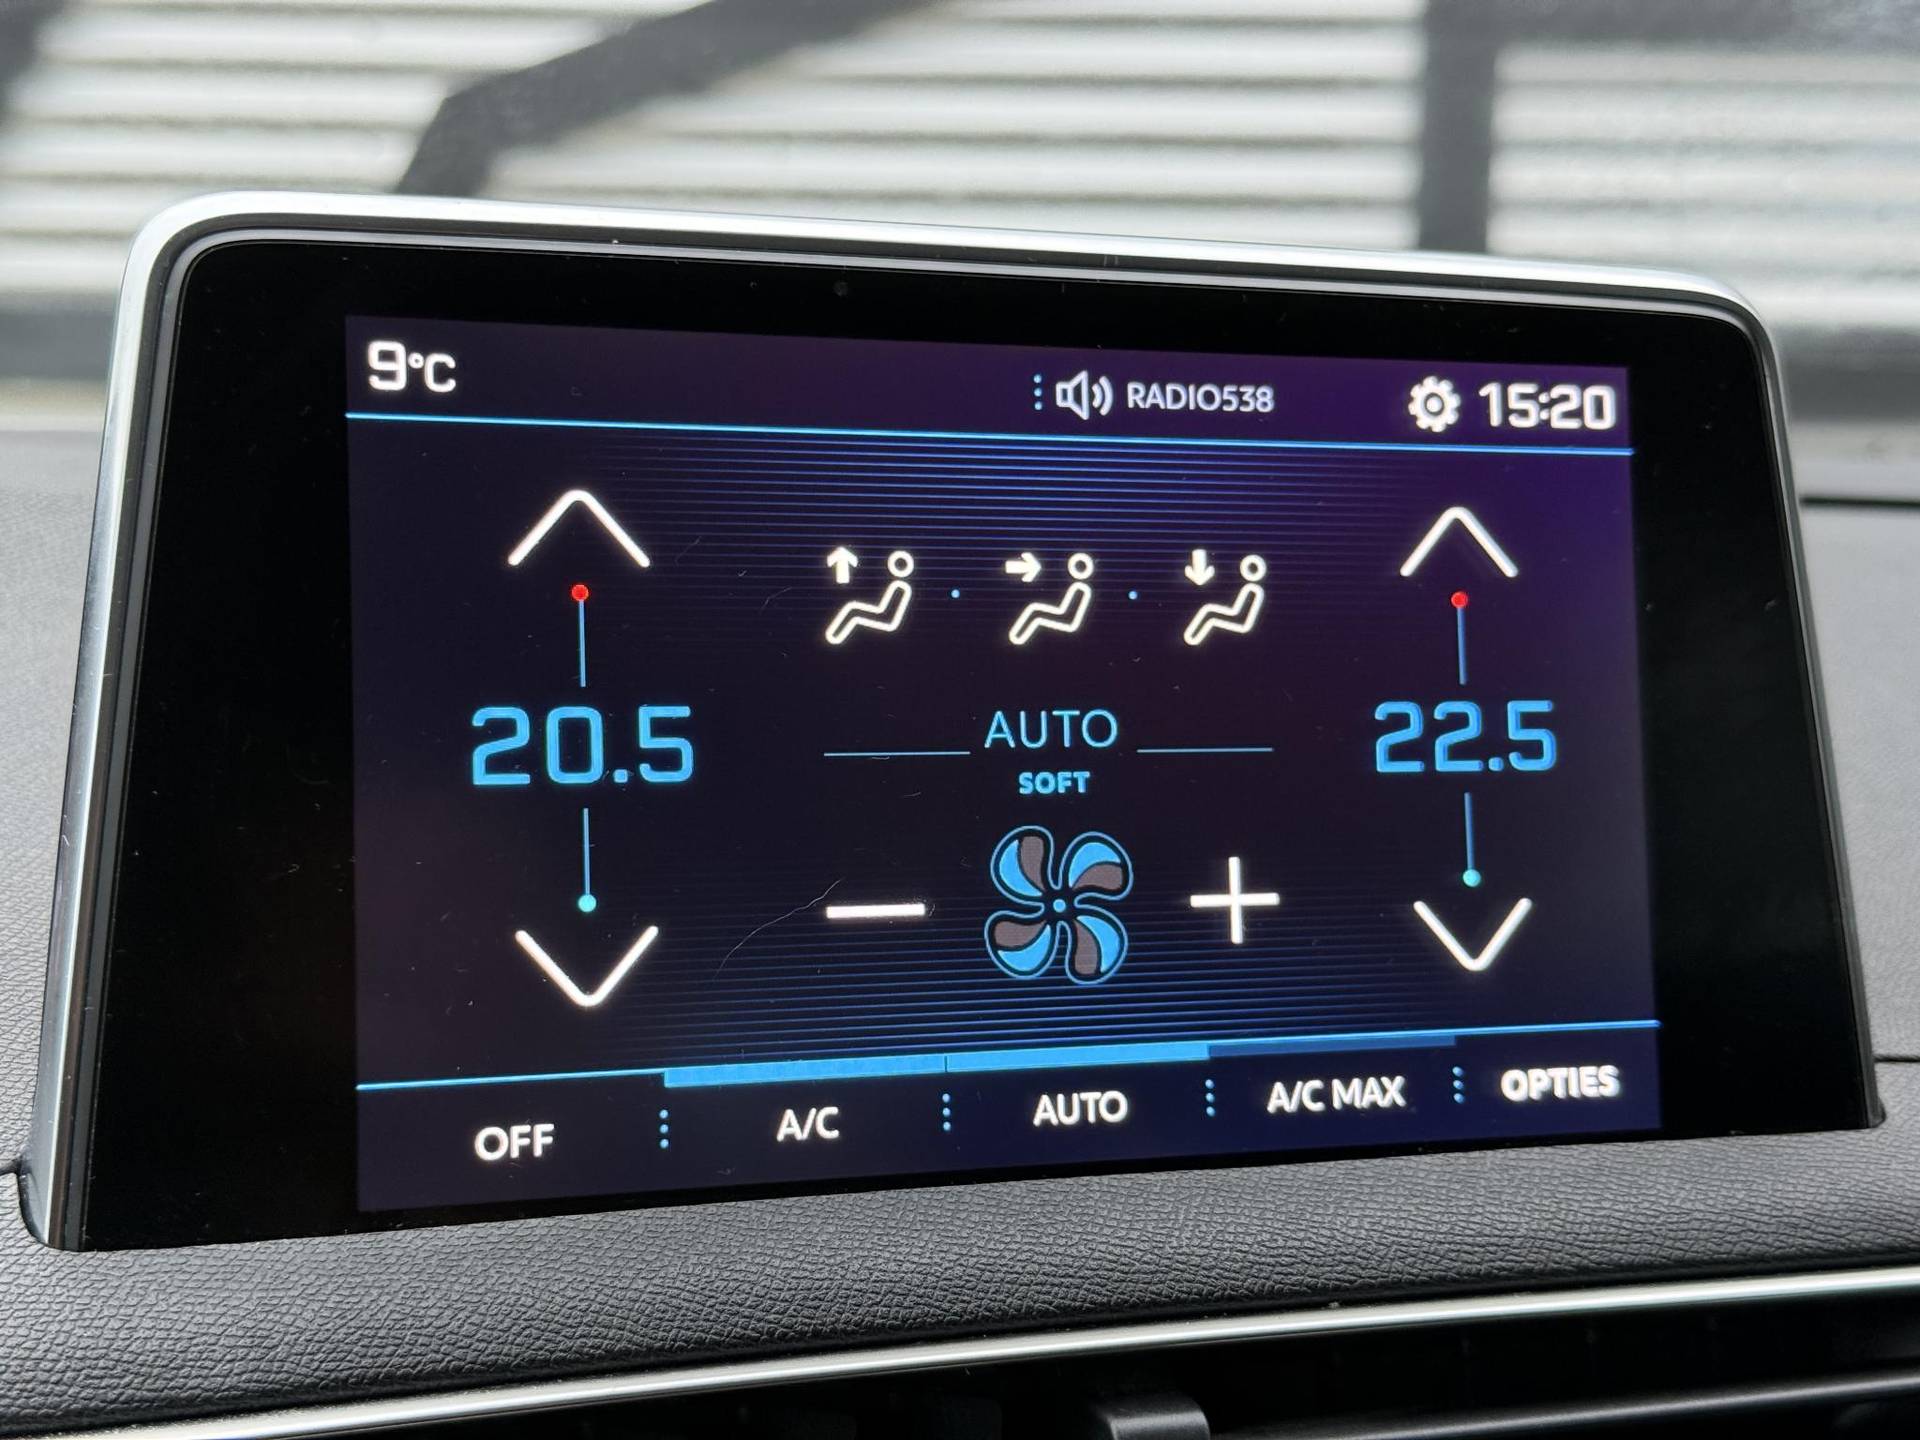 9°C RADIO538 15:20
20.5 AUTO 22.5
SOFT
OFF A/C AUTO A/C MAX OPTIES